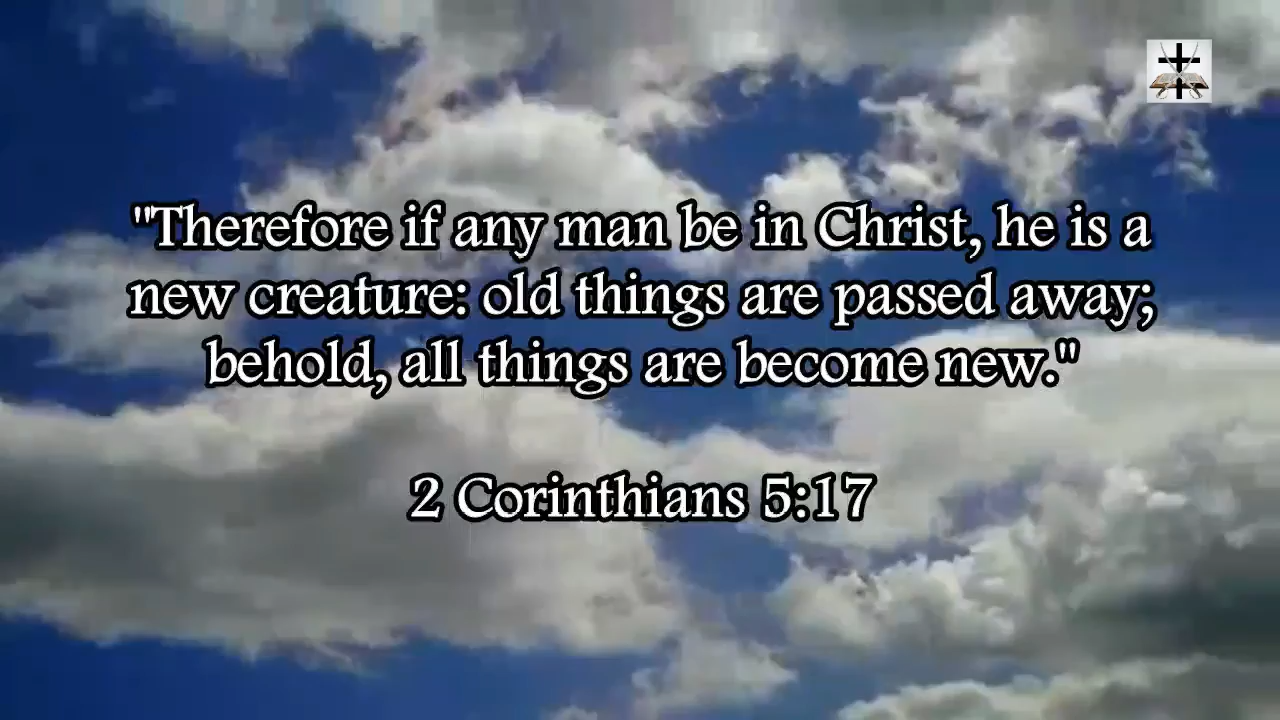 "Therefore if any man be in Christ, he is a
new creature: old things are passed away;
behold, all things are become new."
2 Corinthians 5:17